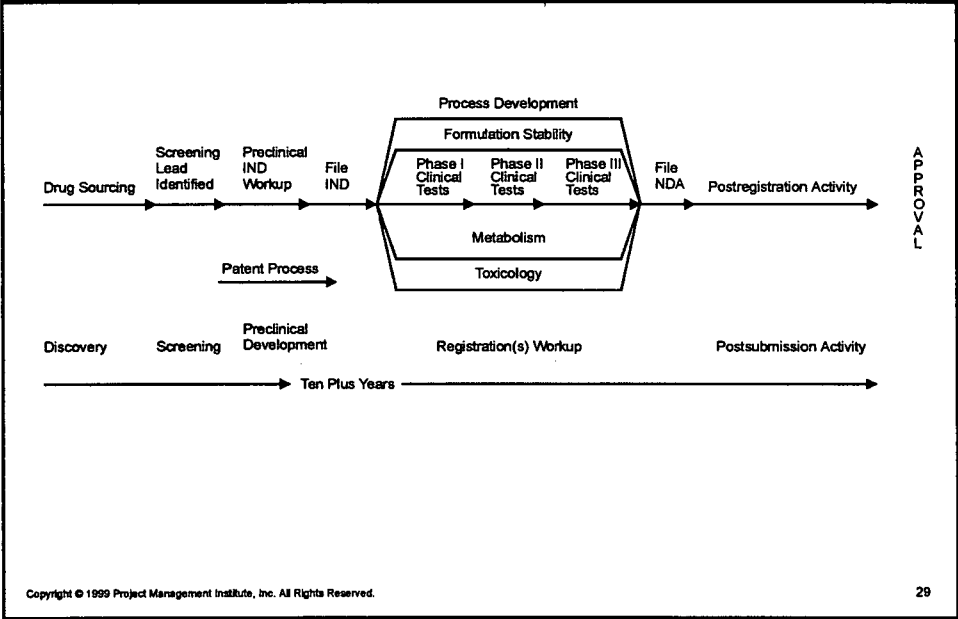 Process Development
Formulation Stability
Screening
Lead
Identified
Preclinical
IND
Workup
File
IND
Phase I
Clinical
Tests
Phase II
Clinical
Tests
Phase III
Clinical
Tests
File
NDA
Drug Sourcing
Postregistration Activity
APPROVAL
Metabolism
Patent Process
Toxicology
Discovery
Screening
Preclinical
Development
Registration(s) Workup
Postsubmission Activity
Ten Plus Years
Copyright © 1999 Project Management Institute, Inc. All Rights Reserved.
29